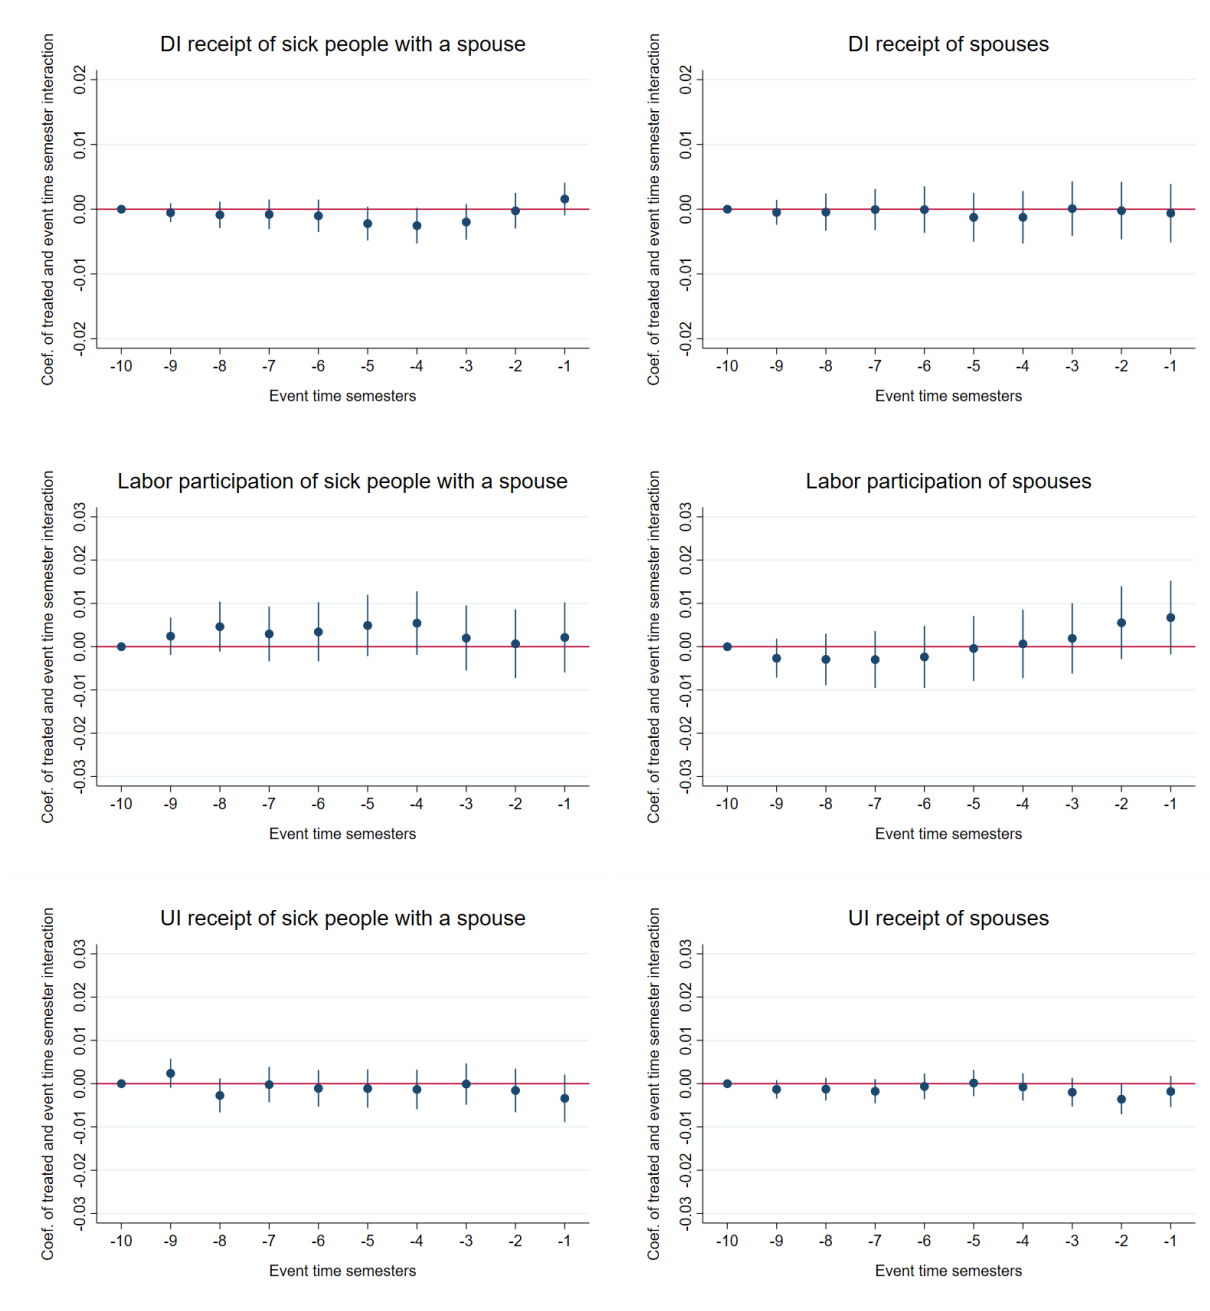 DI receipt of sick people with a spouse
Coef. of treated and event time semester interaction
0.02
0.01
0.00
-0.01
-0.02
-10 -9 -8 -7 -6 -5 -4 -3 -2 -1
Event time semesters
DI receipt of spouses
Coef. of treated and event time semester interaction
0.02
0.01
0.00
-0.01
-0.02
-10 -9 -8 -7 -6 -5 -4 -3 -2 -1
Event time semesters
Labor participation of sick people with a spouse
Coef. of treated and event time semester interaction
0.03
0.02
0.01
0.00
-0.01
-0.02
-0.03
-10 -9 -8 -7 -6 -5 -4 -3 -2 -1
Event time semesters
Labor participation of spouses
Coef. of treated and event time semester interaction
0.03
0.02
0.01
0.00
-0.01
-0.02
-0.03
-10 -9 -8 -7 -6 -5 -4 -3 -2 -1
Event time semesters
UI receipt of sick people with a spouse
Coef. of treated and event time semester interaction
0.03
0.02
0.01
0.00
-0.01
-0.02
-0.03
-10 -9 -8 -7 -6 -5 -4 -3 -2 -1
Event time semesters
UI receipt of spouses
Coef. of treated and event time semester interaction
0.03
0.02
0.01
0.00
-0.01
-0.02
-0.03
-10 -9 -8 -7 -6 -5 -4 -3 -2 -1
Event time semesters